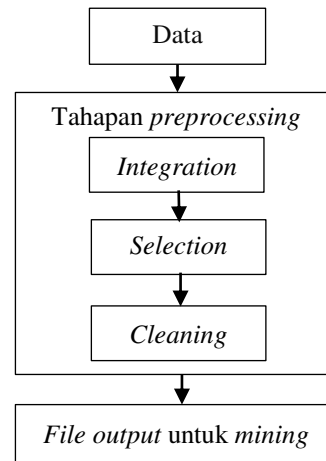 Data
Tahapan preprocessing
Integration
Selection
Cleaning
File output untuk mining